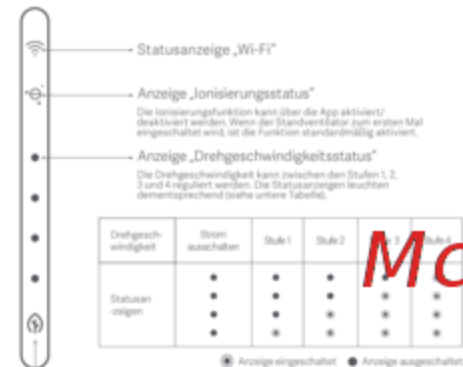 Statusanzeige „Wi-Fi“
Anzeige „Ionisierungsstatus“
Die Ionisierungsfunktion kann über die App aktiviert/
deaktiviert werden. Wenn der Standventilator zum ersten Mal
eingeschaltet wird, ist die Funktion standardmäßig aktiviert.
Anzeige „Drehgeschwindigkeitsstatus“
Die Drehgeschwindigkeit kann zwischen den Stufen 1, 2,
3 und 4 reguliert werden. Die Statusanzeigen leuchten
dementsprechend (siehe untere Tabelle).
Drehgesch-
windigkeit
Strom
ausschalten
Stufe 1
Stufe 2
3
4
Mo
Statusan
-zeigen
Anzeige eingeschaltet
Anzeige ausgeschaltet